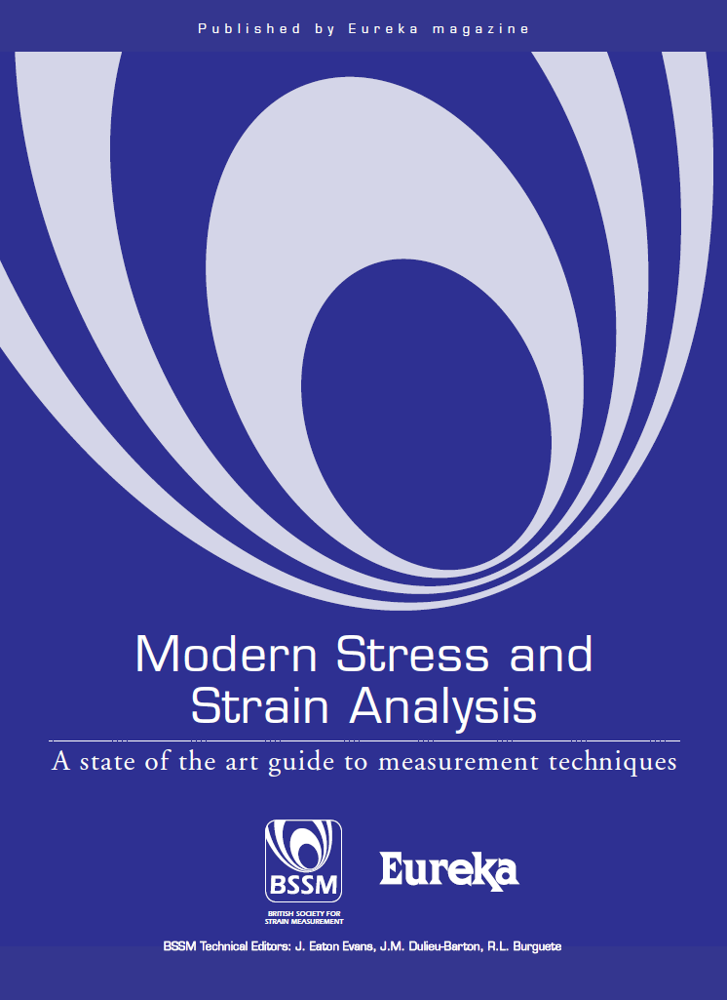 Published by Eureka magazine
Modern Stress and
Strain Analysis
A state of the art guide to measurement techniques
BSSM
Eureka
BRITISH SOCIETY FOR
STRAIN MEASUREMENT
BSSM Technical Editors: J. Eaton Evans, J.M. Dulieu-Barton, R.L. Burguete